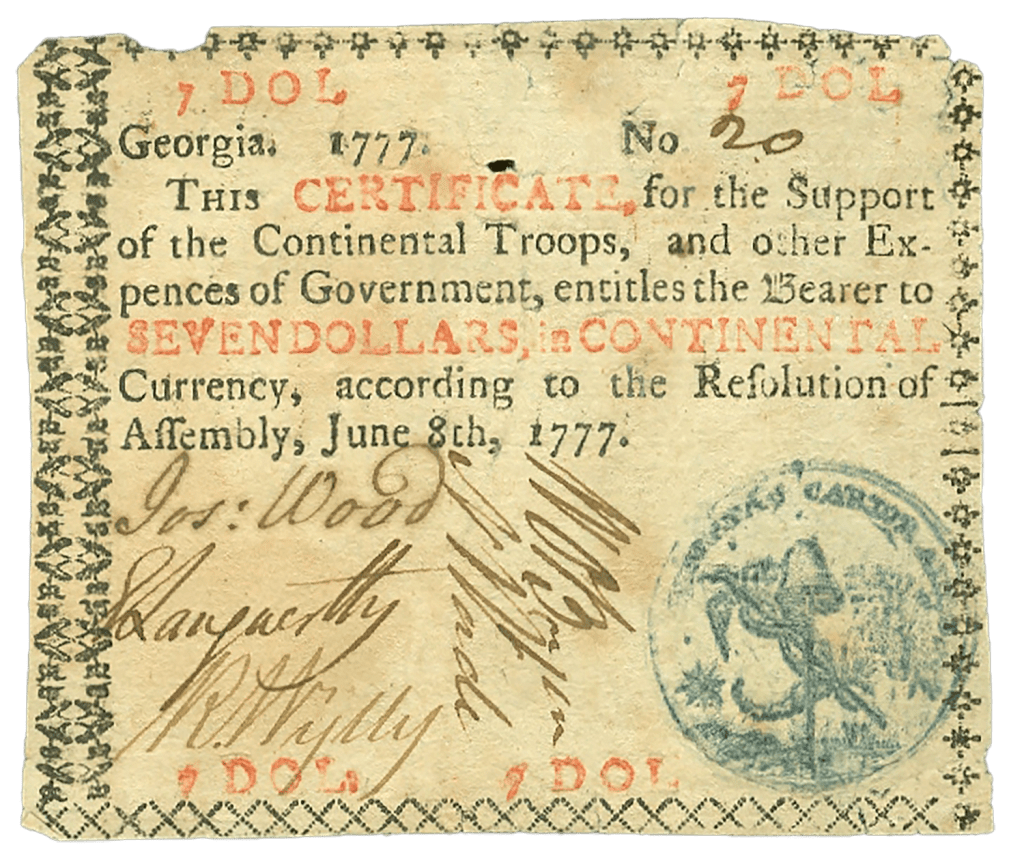 7 DOL 7 DOL
Georgia. 1777. No 20
THIS CERTIFICATE, for the Support
of the Continental Troops, and other Ex-
pences of Government, entitles the Bearer to
SEVEN DOLLARS, in CONTINENTAL
Currency, according to the Reſolution of
Aſſembly, June 8th, 1777.
Jos: Wood
R. Wylly
7 DOL. 7 DOL